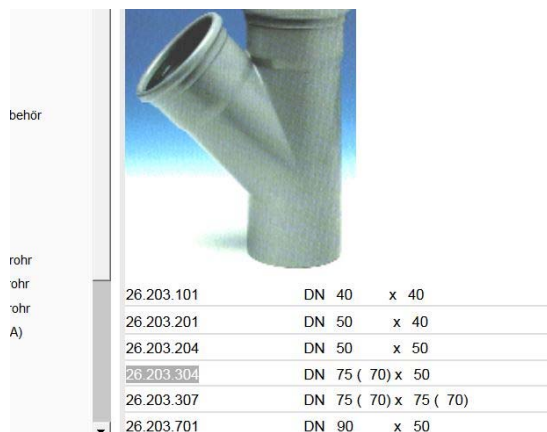 behör
rohr
ohr
ohr
A)
26.203.101 DN 40 x 40
26.203.201 DN 50 x 40
26.203.204 DN 50 x 50
26.203.304 DN 75 ( 70) x 50
26.203.307 DN 75 ( 70) x 75 ( 70)
26.203.701 DN 90 x 50